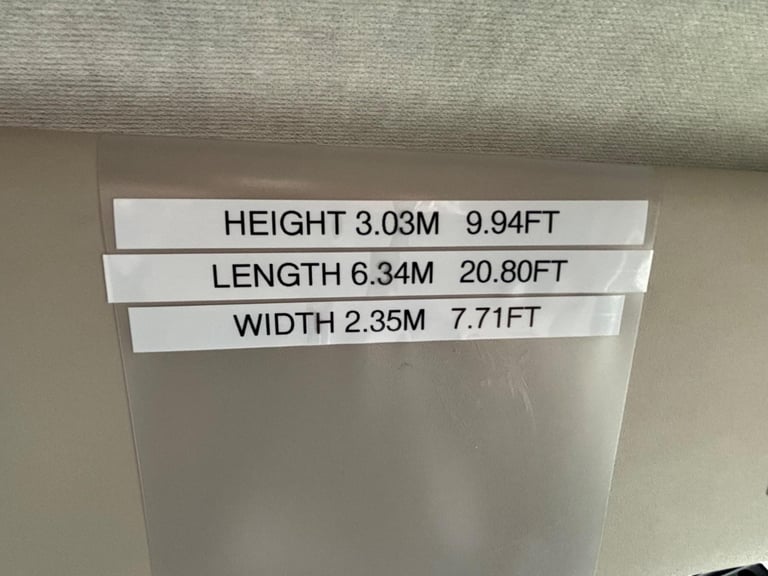 HEIGHT 3.03M 9.94FT
LENGTH 6.34M 20.80FT
WIDTH 2.35M 7.71FT